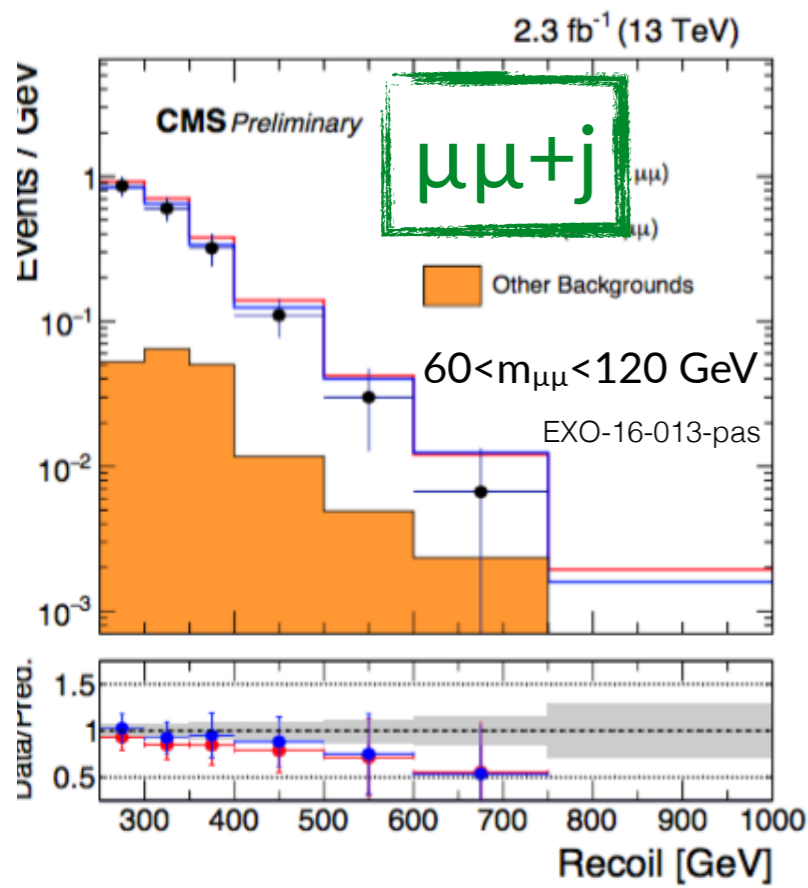 2.3 fb⁻¹ (13 TeV)
CMS Preliminary
μμ+j
μμ)
μμ)
Other Backgrounds
60<mμμ<120 GeV
EXO-16-013-pas
Events / GeV
1
10⁻¹
10⁻²
10⁻³
Data/Pred.
1.5
1
0.5
300 400 500 600 700 800 900 1000
Recoil [GeV]